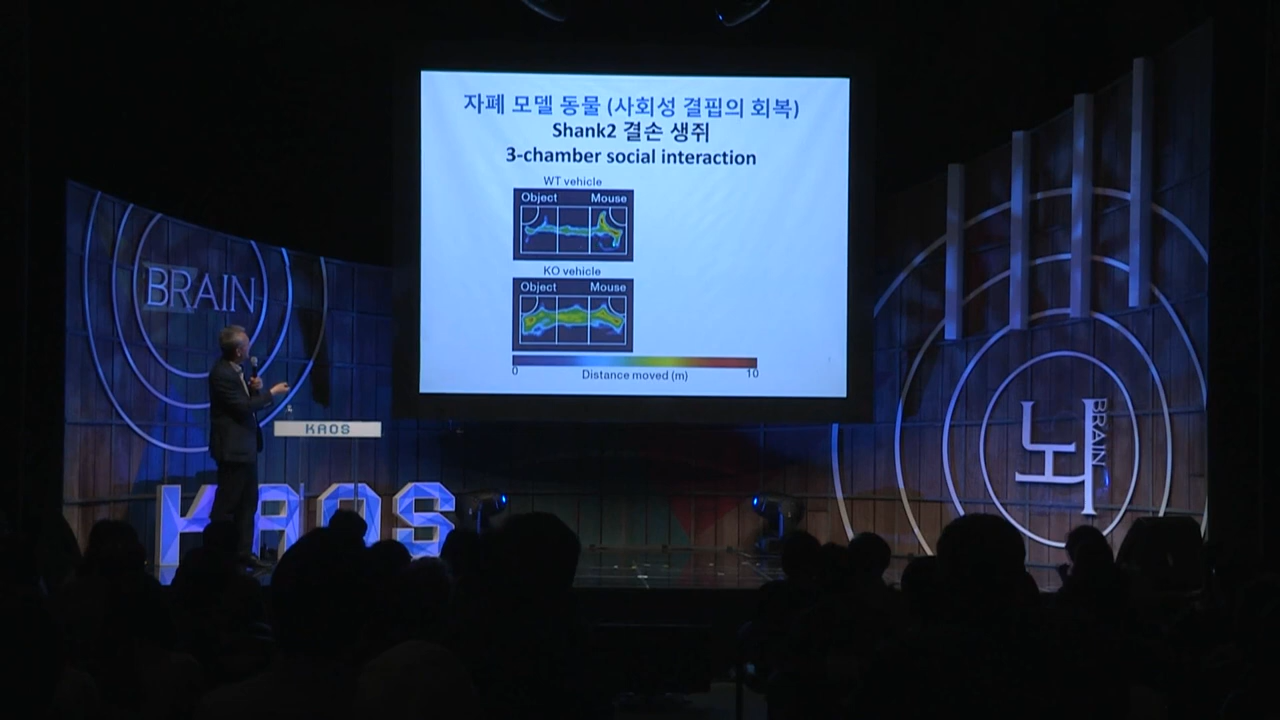 자폐 모델 동물 (사회성 결핍의 회복)
Shank2 결손 생쥐
3-chamber social interaction
WT vehicle
Object Mouse
KO vehicle
Object Mouse
0 10
Distance moved (m)
BRAIN
KAOS
KAOS
뇌
BRAIN